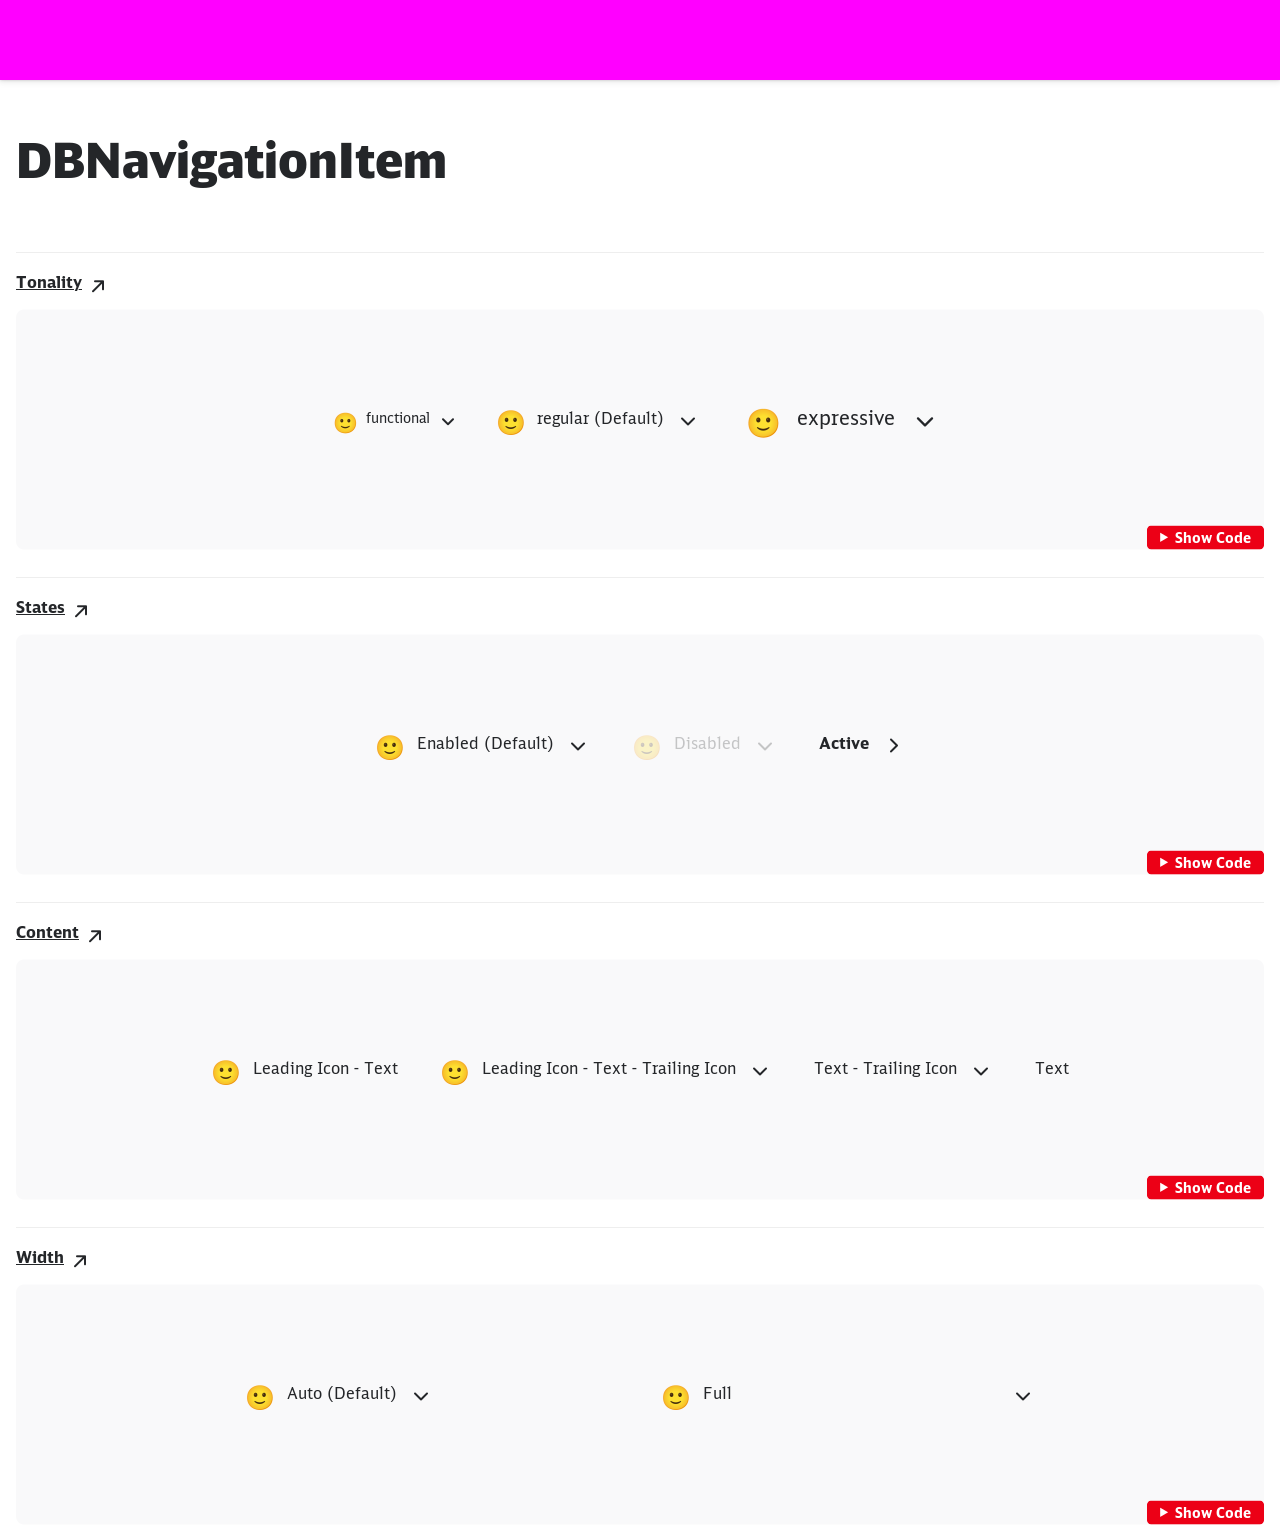 DBNavigationItem
Tonality
functional regular (Default) expressive
Show Code
States
Enabled (Default) Disabled Active
Show Code
Content
Leading Icon - Text Leading Icon - Text - Trailing Icon Text - Trailing Icon Text
Show Code
Width
Auto (Default) Full
Show Code